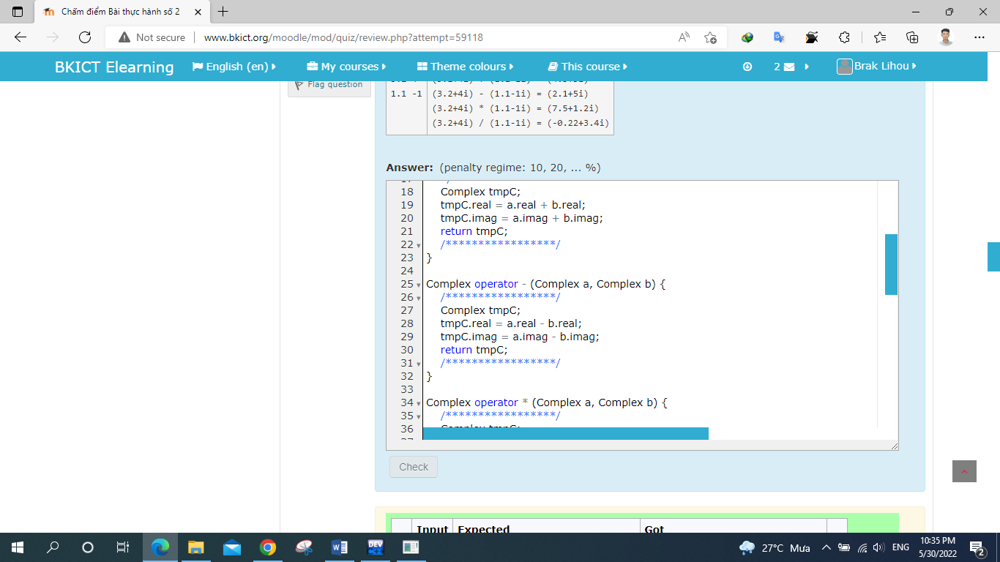 Chấm điểm Bài thực hành số 2
Not secure www.bkict.org/moodle/mod/quiz/review.php?attempt=59118
BKICT Elearning English (en) My courses Theme colours This course 2 Brak Lihou
Flag question
1.1 -1 (3.2+4i) - (1.1-1i) = (2.1+5i)
(3.2+4i) * (1.1-1i) = (7.5+1.2i)
(3.2+4i) / (1.1-1i) = (-0.22+3.4i)
Answer: (penalty regime: 10, 20, ... %)
18 Complex tmpC;
19 tmpC.real = a.real + b.real;
20 tmpC.imag = a.imag + b.imag;
21 return tmpC;
22 /*****************/
23 }
24
25 Complex operator - (Complex a, Complex b) {
26 /*****************/
27 Complex tmpC;
28 tmpC.real = a.real - b.real;
29 tmpC.imag = a.imag - b.imag;
30 return tmpC;
31 /*****************/
32 }
33
34 Complex operator * (Complex a, Complex b) {
35 /*****************/
36 Complex tmpC;
Check
Input Expected Got
27°C Mưa ENG 10:35 PM
5/30/2022 2
DEV